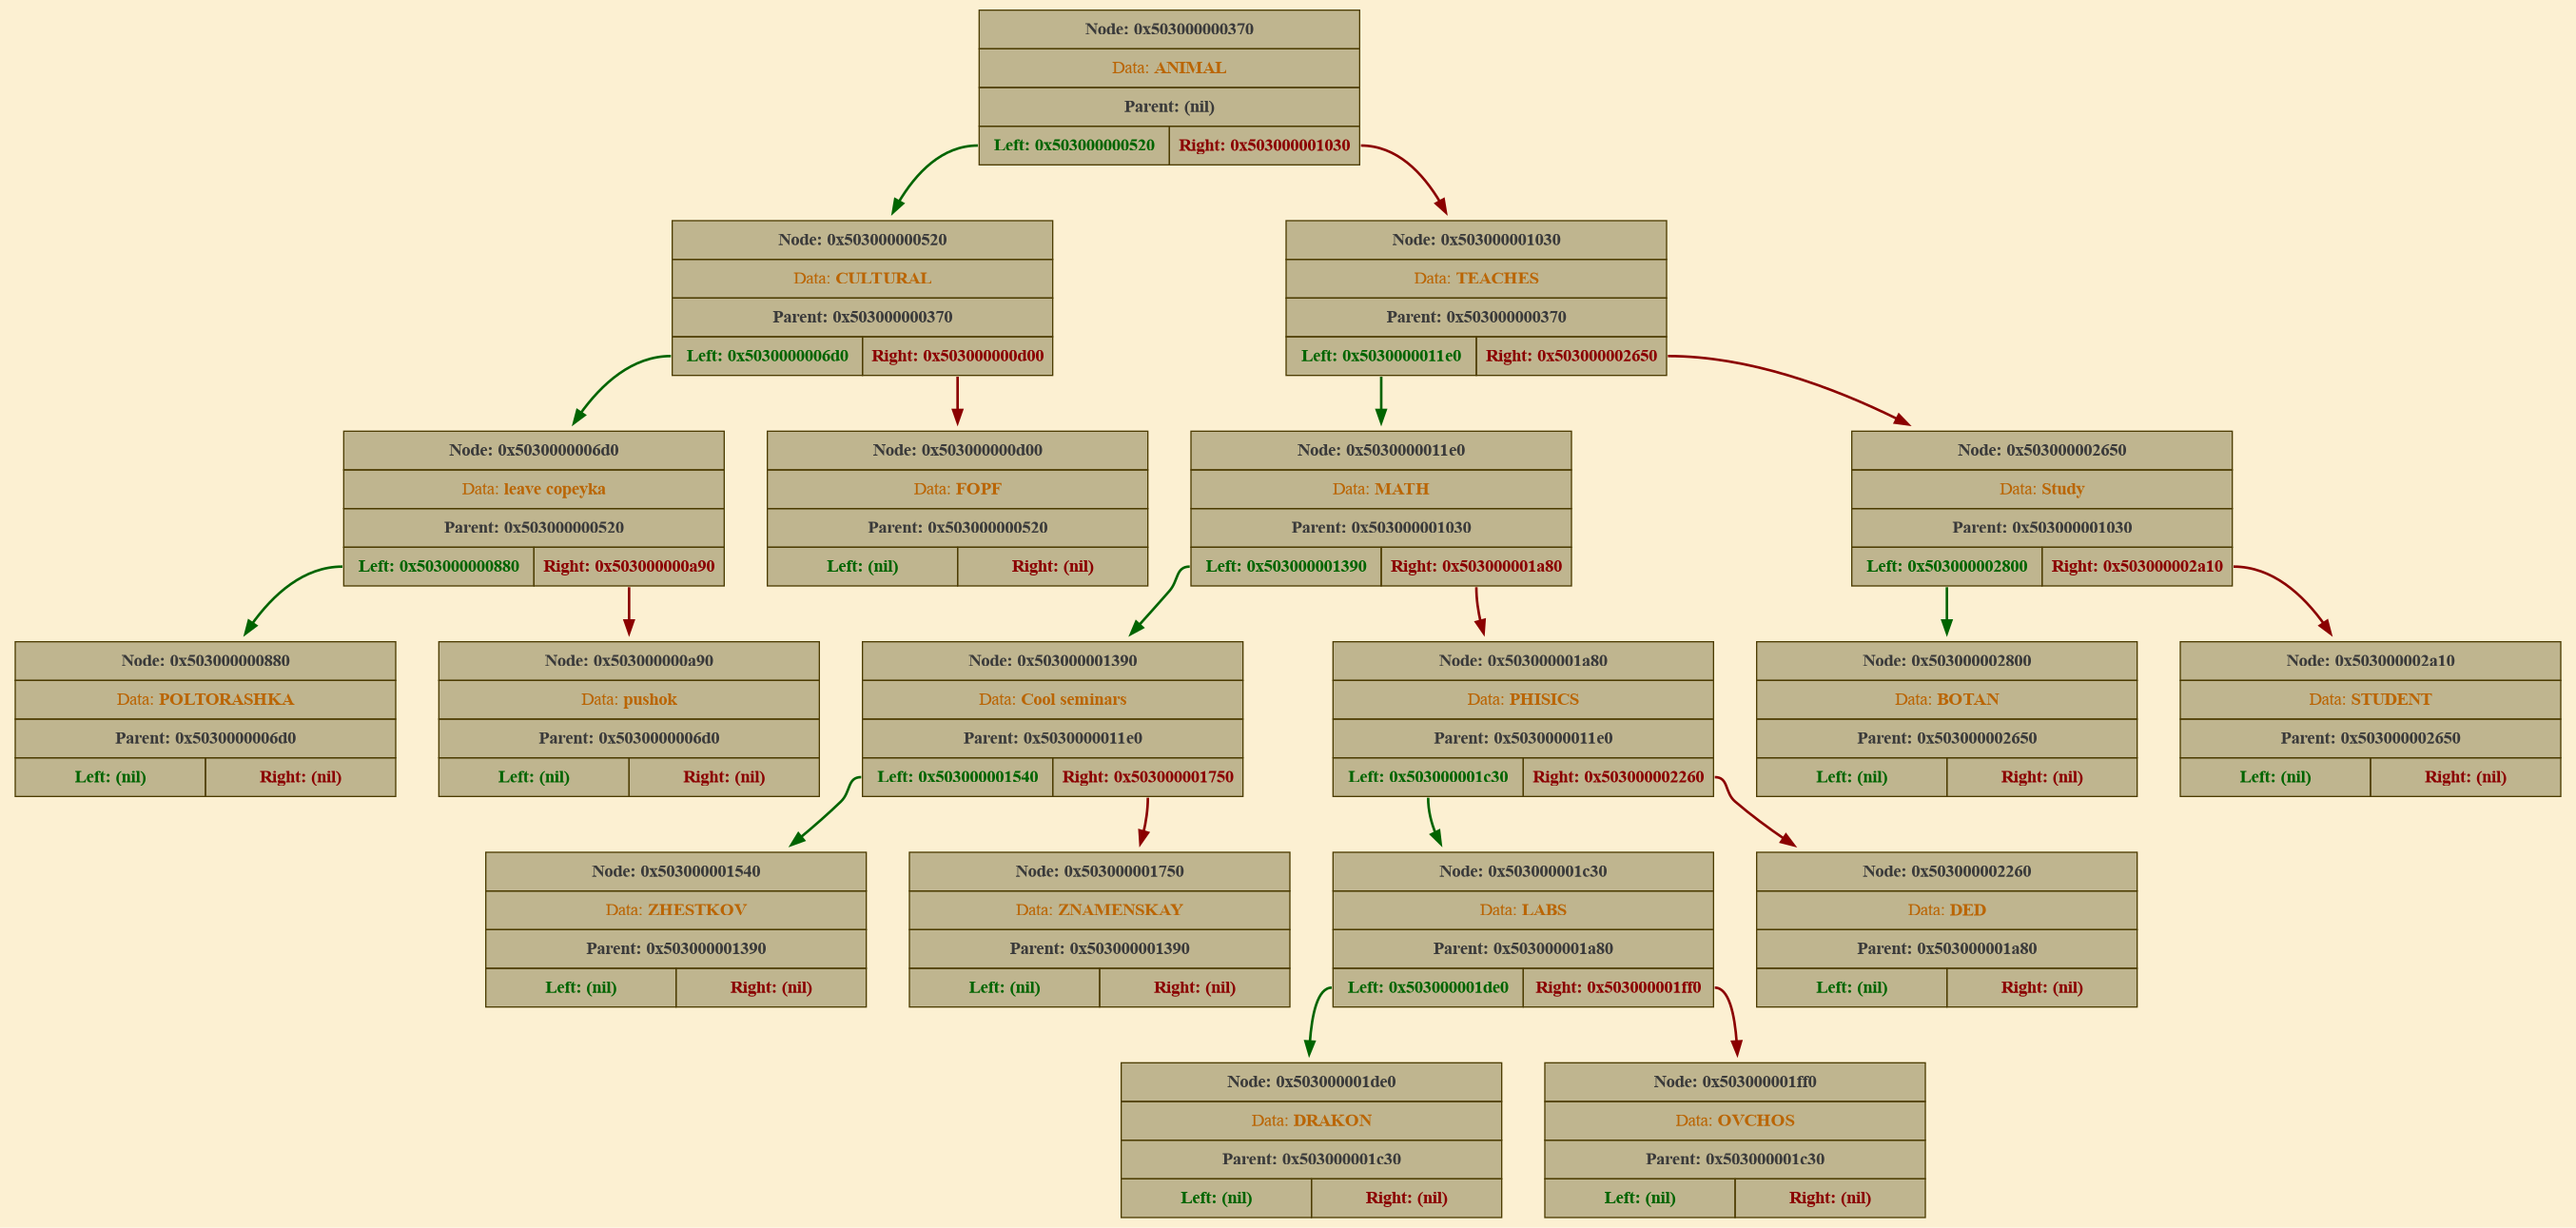 Node: 0x503000000370
Data: ANIMAL
Parent: (nil)
Left: 0x503000000520 Right: 0x503000001030
Node: 0x503000000520
Data: CULTURAL
Parent: 0x503000000370
Left: 0x5030000006d0 Right: 0x503000000d00
Node: 0x503000001030
Data: TEACHES
Parent: 0x503000000370
Left: 0x5030000011e0 Right: 0x503000002650
Node: 0x5030000006d0
Data: leave copeyka
Parent: 0x503000000520
Left: 0x503000000880 Right: 0x503000000a90
Node: 0x503000000d00
Data: FOPF
Parent: 0x503000000520
Left: (nil) Right: (nil)
Node: 0x5030000011e0
Data: MATH
Parent: 0x503000001030
Left: 0x503000001390 Right: 0x503000001a80
Node: 0x503000002650
Data: Study
Parent: 0x503000001030
Left: 0x503000002800 Right: 0x503000002a10
Node: 0x503000000880
Data: POLTORASHKA
Parent: 0x5030000006d0
Left: (nil) Right: (nil)
Node: 0x503000000a90
Data: pushok
Parent: 0x5030000006d0
Left: (nil) Right: (nil)
Node: 0x503000001390
Data: Cool seminars
Parent: 0x5030000011e0
Left: 0x503000001540 Right: 0x503000001750
Node: 0x503000001a80
Data: PHISICS
Parent: 0x5030000011e0
Left: 0x503000001c30 Right: 0x503000002260
Node: 0x503000002800
Data: BOTAN
Parent: 0x503000002650
Left: (nil) Right: (nil)
Node: 0x503000002a10
Data: STUDENT
Parent: 0x503000002650
Left: (nil) Right: (nil)
Node: 0x503000001540
Data: ZHESTKOV
Parent: 0x503000001390
Left: (nil) Right: (nil)
Node: 0x503000001750
Data: ZNAMENSKAY
Parent: 0x503000001390
Left: (nil) Right: (nil)
Node: 0x503000001c30
Data: LABS
Parent: 0x503000001a80
Left: 0x503000001de0 Right: 0x503000001ff0
Node: 0x503000002260
Data: DED
Parent: 0x503000001a80
Left: (nil) Right: (nil)
Node: 0x503000001de0
Data: DRAKON
Parent: 0x503000001c30
Left: (nil) Right: (nil)
Node: 0x503000001ff0
Data: OVCHOS
Parent: 0x503000001c30
Left: (nil) Right: (nil)